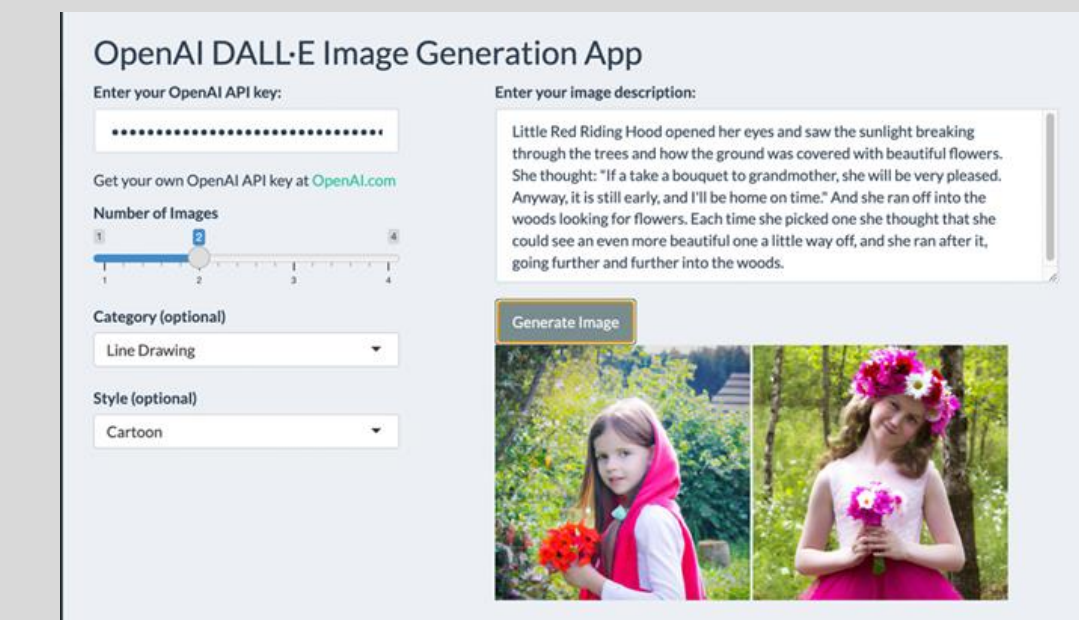 OpenAI DALL·E Image Generation App
Enter your OpenAI API key:
Get your own OpenAI API key at OpenAI.com
Number of Images
1 2 4
1 2 3 4
Category (optional)
Line Drawing
Style (optional)
Cartoon
Enter your image description:
Little Red Riding Hood opened her eyes and saw the sunlight breaking
through the trees and how the ground was covered with beautiful flowers.
She thought: "If a take a bouquet to grandmother, she will be very pleased.
Anyway, it is still early, and I'll be home on time." And she ran off into the
woods looking for flowers. Each time she picked one she thought that she
could see an even more beautiful one a little way off, and she ran after it,
going further and further into the woods.
Generate Image